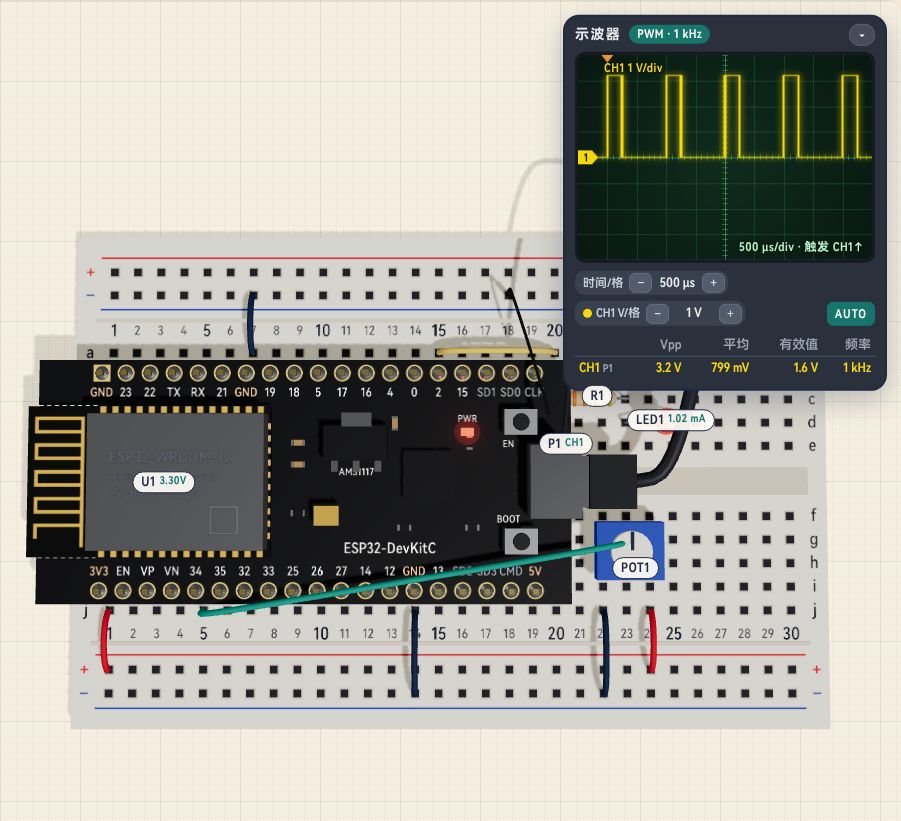 示波器 PWM · 1 kHz
CH1 1 V/div
1
500 µs/div · 触发 CH1↑
时间/格 − 500 µs +
CH1 V/格 − 1 V + AUTO
Vpp 平均 有效值 频率
CH1 P1 3.2 V 799 mV 1.6 V 1 kHz
+
−
1 2 3 4 5 6 7 8 9 10 11 12 13 14 15 16 17 18 19 20
a
GND 23 22 TX RX 21 GND 19 18 5 17 16 4 0 2 15 SD1 SD0 CLK
R1
c
LED1 1.02 mA
d
PWR
EN
P1 CH1
e
ESP32-WROOM-32
AMS1117
U1 3.30V
f
BOOT
g
ESP32-DevKitC
h
POT1
3V3 EN VP VN 34 35 32 33 25 26 27 14 12 GND 13 SD2 SD3 CMD 5V
i
j j
1 2 3 4 5 6 7 8 9 10 11 12 13 14 15 16 17 18 19 20 21 23 25 26 27 28 29 30
+ +
− −